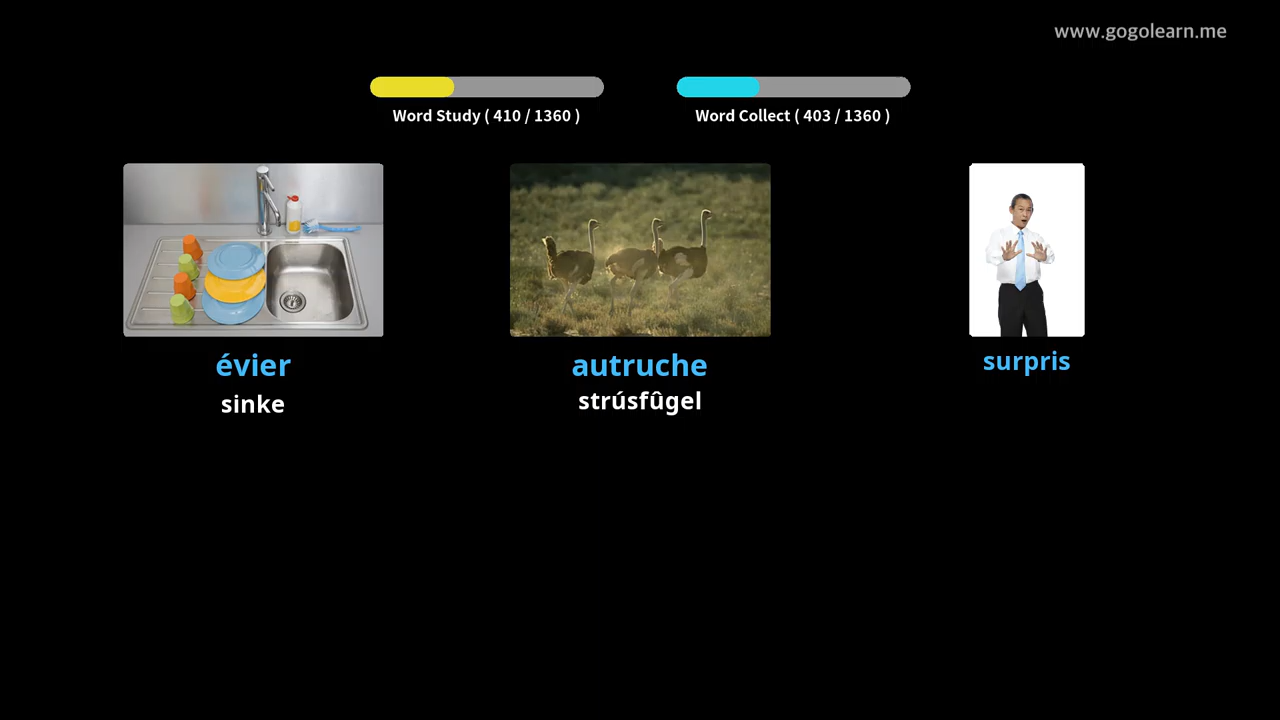 www.gogolearn.me
Word Study ( 410 / 1360 )
Word Collect ( 403 / 1360 )
évier
autruche
surpris
sinke
strúsfûgel